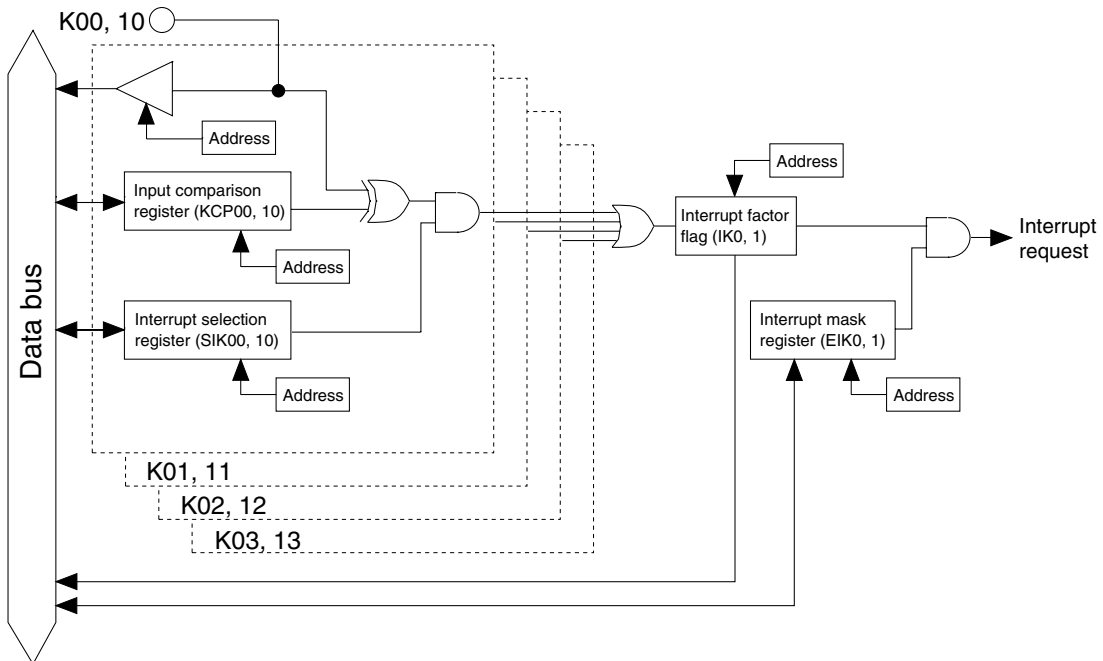 K00, 10
Data bus
Address
Input comparison
register (KCP00, 10)
Address
Interrupt selection
register (SIK00, 10)
Address
K01, 11
K02, 12
K03, 13
Address
Interrupt factor
flag (IK0, 1)
Interrupt
request
Interrupt mask
register (EIK0, 1)
Address